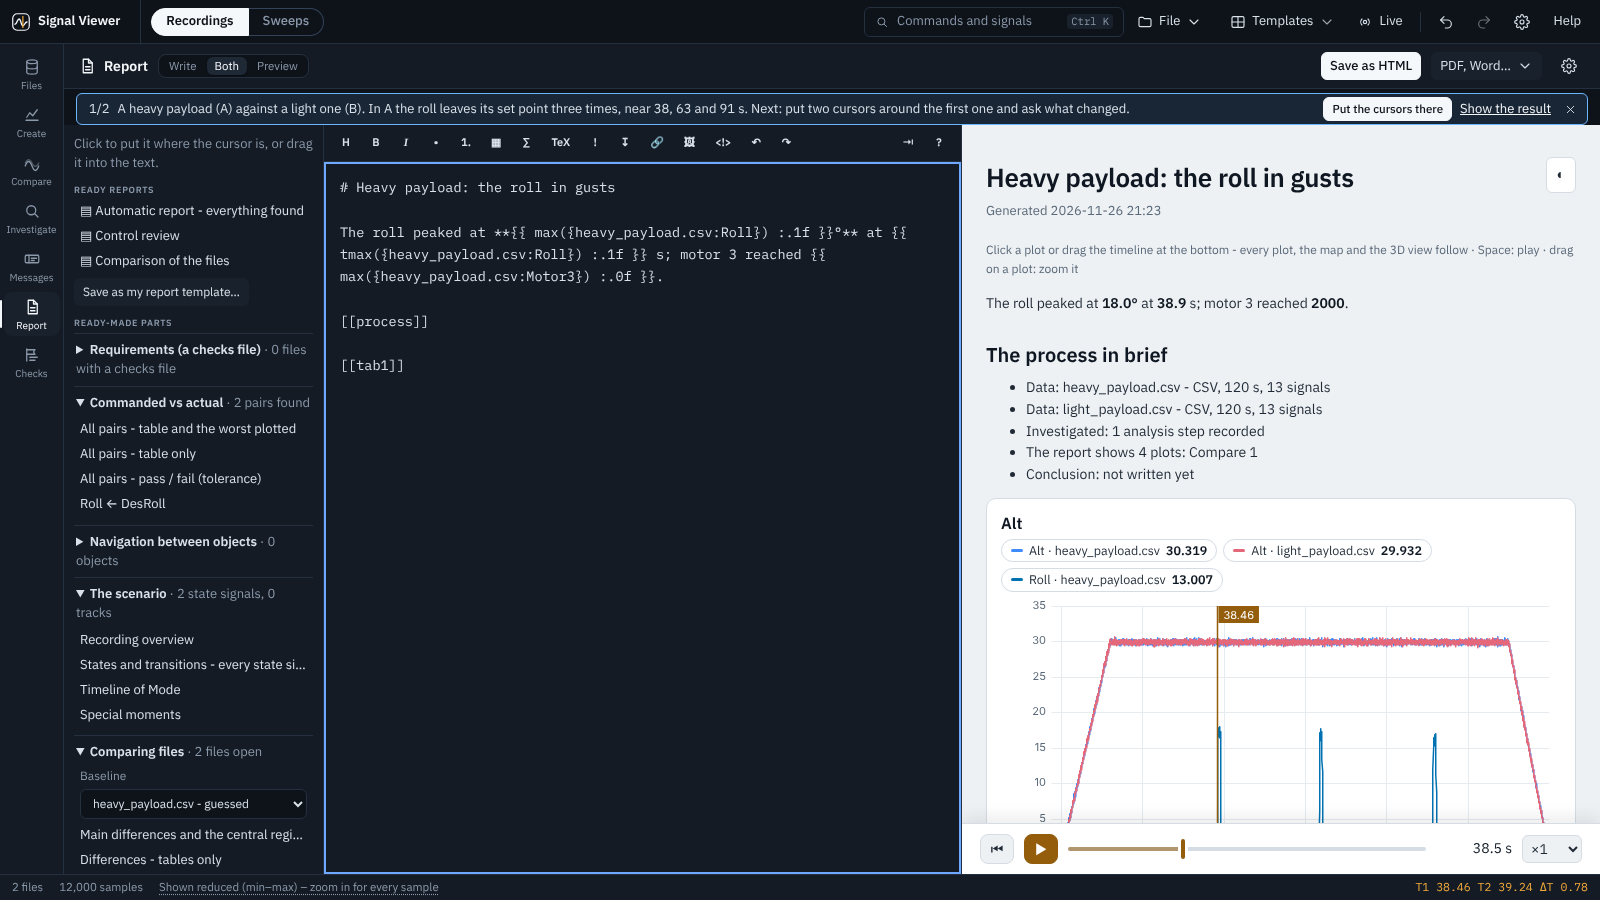 Signal Viewer
Recordings
Sweeps
Commands and signals
Ctrl K
File
Templates
Live
Help
Files
Create
Compare
Investigate
Messages
Report
Checks
Report
Write
Both
Preview
Save as HTML
PDF, Word...
1/2 A heavy payload (A) against a light one (B). In A the roll leaves its set point three times, near 38, 63 and 91 s. Next: put two cursors around the first one and ask what changed.
Put the cursors there
Show the result
Click to put it where the cursor is, or drag
it into the text.
READY REPORTS
Automatic report - everything found
Control review
Comparison of the files
Save as my report template...
READY-MADE PARTS
Requirements (a checks file) · 0 files
with a checks file
Commanded vs actual · 2 pairs found
All pairs - table and the worst plotted
All pairs - table only
All pairs - pass / fail (tolerance)
Roll ← DesRoll
Navigation between objects · 0
objects
The scenario · 2 state signals, 0
tracks
Recording overview
States and transitions - every state si...
Timeline of Mode
Special moments
Comparing files · 2 files open
Baseline
heavy_payload.csv - guessed
Main differences and the central regi...
Differences - tables only
H B I • 1. ▦ Σ TeX ! ↧ 🔗 🖼 </> ↶ ↷ ⇥ ?
# Heavy payload: the roll in gusts
The roll peaked at **{{ max({heavy_payload.csv:Roll}) :.1f }}°** at {{
tmax({heavy_payload.csv:Roll}) :.1f }} s; motor 3 reached {{
max({heavy_payload.csv:Motor3}) :.0f }}.
[[process]]
[[tab1]]
Heavy payload: the roll in gusts
Generated 2026-11-26 21:23
Click a plot or drag the timeline at the bottom - every plot, the map and the 3D view follow · Space: play · drag
on a plot: zoom it
The roll peaked at 18.0° at 38.9 s; motor 3 reached 2000.
The process in brief
• Data: heavy_payload.csv - CSV, 120 s, 13 signals
• Data: light_payload.csv - CSV, 120 s, 13 signals
• Investigated: 1 analysis step recorded
• The report shows 4 plots: Compare 1
• Conclusion: not written yet
Alt
Alt · heavy_payload.csv 30.319
Alt · light_payload.csv 29.932
Roll · heavy_payload.csv 13.007
38.46
35
30
25
20
15
10
5
38.5 s
×1
2 files
12,000 samples
Shown reduced (min–max) – zoom in for every sample
T1 38.46 T2 39.24 ΔT 0.78